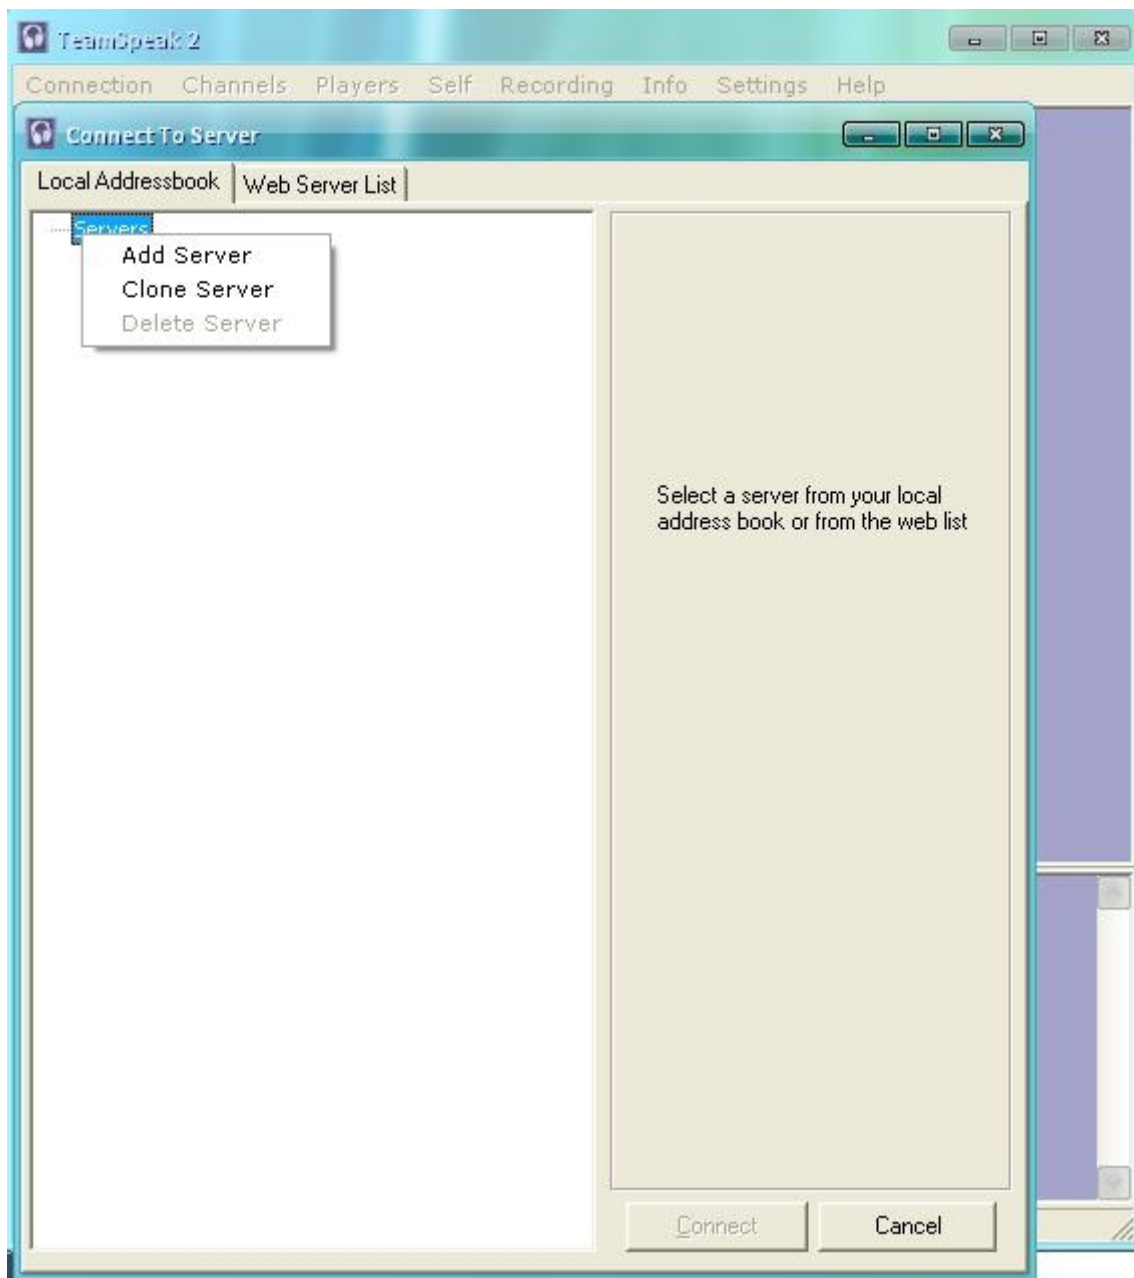 TeamSpeak 2
Connection Channels Players Self Recording Info Settings Help
Connect To Server
Local Addressbook Web Server List
Servers
Add Server
Clone Server
Delete Server
Select a server from your local
address book or from the web list
Connect Cancel